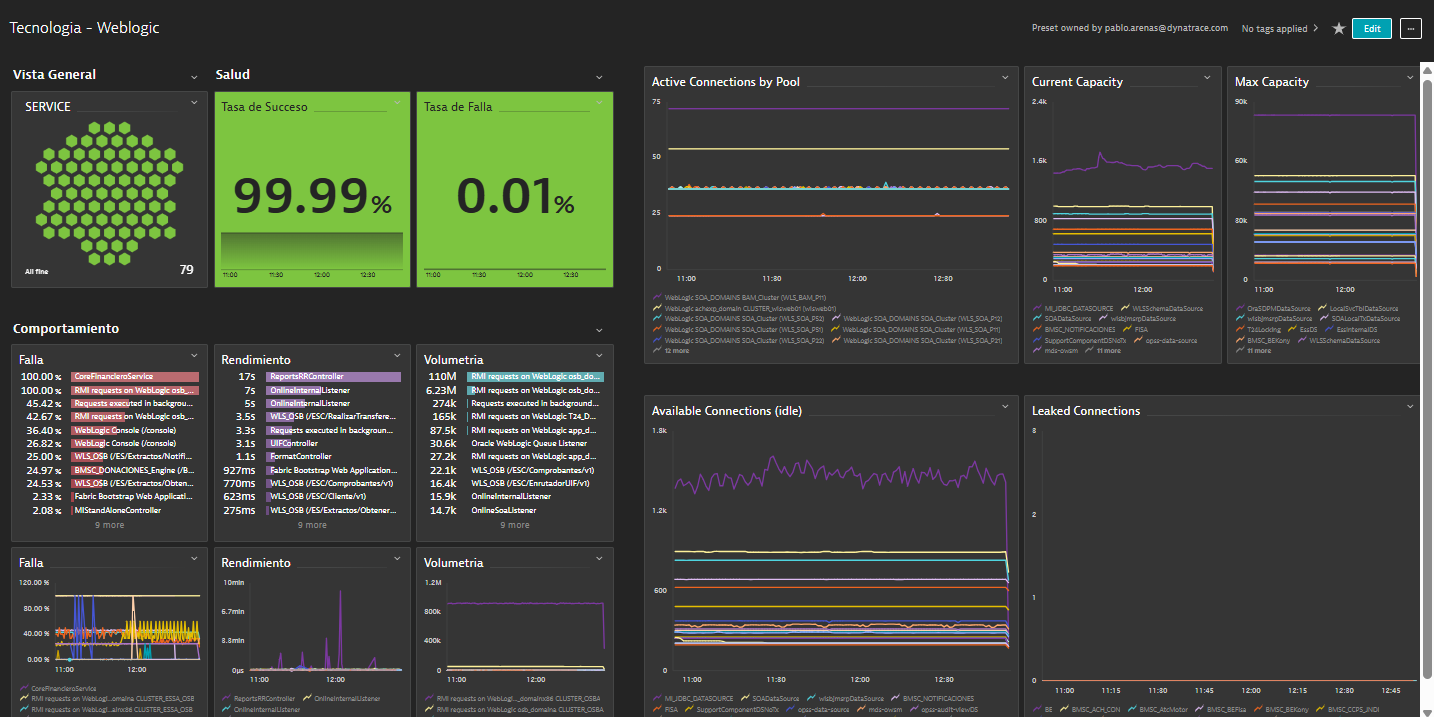 Tecnologia - Weblogic
Preset owned by pablo.arenas@dynatrace.com
No tags applied
Edit
...
Vista General
SERVICE
All fine
79
Salud
Tasa de Succeso
99.99%
11:00 11:30 12:00 12:30
Tasa de Falla
0.01%
11:00 11:30 12:00 12:30
Comportamiento
Falla
100.00 % CoreFinancieroService
100.00 % RMI requests on WebLogic osb_...
45.42 % Requests executed in backgrou...
42.67 % RMI requests on WebLogic osb_...
36.40 % WebLogic Console (/console)
26.82 % WebLogic Console (/console)
25.00 % WLS_OSB (/ES/Extractos/Notifi...
24.97 % BMSC_DONACIONES_Engine (/B...
24.53 % WLS_OSB (/ES/Extractos/Obten...
2.33 % Fabric Bootstrap Web Applicati...
2.08 % MIStandAloneController
9 more
Rendimiento
17s ReportsRRController
7s OnlineInternalListener
5s OnlineInternalListener
3.5s WLS_OSB (/ESC/RealizarTransfere...
3.3s Requests executed in backgroun...
3.1s UIFController
1.1s FormatController
927ms Fabric Bootstrap Web Application...
770ms WLS_OSB (/ESC/Comprobantes/v1)
623ms WLS_OSB (/ESC/Cliente/v1)
275ms WLS_OSB (/ES/Extractos/Obtener...
9 more
Volumetria
110M RMI requests on WebLogic osb_do...
6.23M RMI requests on WebLogic osb_do...
274k Requests executed in background...
165k RMI requests on WebLogic T24_D...
87.5k RMI requests on WebLogic app_d...
30.6k Oracle WebLogic Queue Listener
27.2k RMI requests on WebLogic app_d...
22.1k WLS_OSB (/ESC/Comprobantes/v1)
16.4k WLS_OSB (/ESC/EnrutadorUIF/v1)
15.9k OnlineInternalListener
14.7k OnlineSoaListener
9 more
Falla
120.00 %
80.00 %
40.00 %
0.00 %
11:00 12:00
CoreFinancieroService
RMI requests on WebLogi...omaina CLUSTER_ESSA_OSB
RMI requests on WebLogi...ainx86 CLUSTER_ESSA_OSB
Rendimiento
10min
6.7min
3.3min
0µs
11:00 12:00
ReportsRRController OnlineInternalListener
OnlineInternalListener
Volumetria
1.2M
800k
400k
0
11:00 12:00
RMI requests on WebLogi..._domainx86 CLUSTER_OSBA
RMI requests on WebLogic osb_domaina CLUSTER_OSBA
Active Connections by Pool
75
50
25
0
11:00 11:30 12:00 12:30
WebLogic SOA_DOMAINS BAM_Cluster (WLS_BAM_P11)
WebLogic achexp_domain CLUSTER_wlsweb01 (wlsweb01)
WebLogic SOA_DOMAINS SOA_Cluster (WLS_SOA_P52) WebLogic SOA_DOMAINS SOA_Cluster (WLS_SOA_P12)
WebLogic SOA_DOMAINS SOA_Cluster (WLS_SOA_P51) WebLogic SOA_DOMAINS SOA_Cluster (WLS_SOA_P11)
WebLogic SOA_DOMAINS SOA_Cluster (WLS_SOA_P22) WebLogic SOA_DOMAINS SOA_Cluster (WLS_SOA_P21)
12 more
Current Capacity
2.4k
1.6k
800
0
11:00 12:00
MI_JDBC_DATASOURCE WLSSchemaDataSource
SOADataSource wlsbjmsrpDataSource
BMSC_NOTIFICACIONES FISA
SupportComponentDSNoTx opss-data-source
mds-owsm 11 more
Max Capacity
90k
60k
30k
0
11:00 12:00
OraSDPMDataSource LocalSvcTblDataSource
wlsbjmsrpDataSource SOALocalTxDataSource
T24Locking EssDS EssInternalDS
BMSC_BEKony WLSSchemaDataSource
11 more
Available Connections (idle)
1.8k
1.2k
600
0
11:00 11:30 12:00 12:30
MI_JDBC_DATASOURCE SOADataSource wlsbjmsrpDataSource BMSC_NOTIFICACIONES
FISA SupportComponentDSNoTx opss-data-source mds-owsm opss-audit-viewDS
Leaked Connections
3
2
1
0
11:00 11:15 11:30 11:45 12:00 12:15 12:30 12:45
BE BMSC_ACH_CON BMSC_AtcMotor BMSC_BEFisa BMSC_BEKony BMSC_CCPS_JNDI